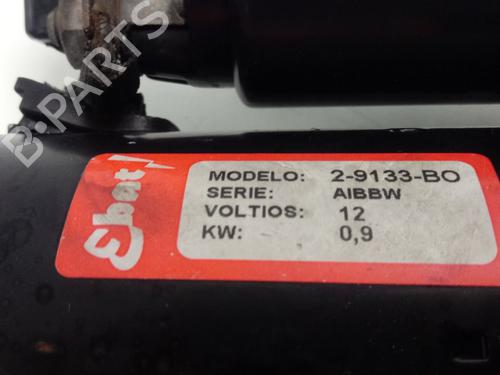 B-PARTS
Ebat
MODELO: 2-9133-BO
SERIE: AIBBW
VOLTIOS: 12
KW: 0,9